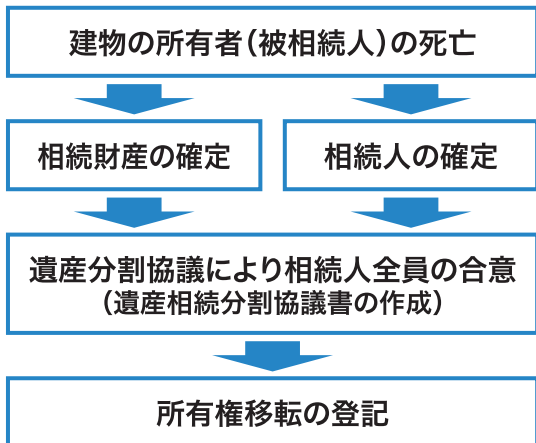 建物の所有者（被相続人）の死亡
相続財産の確定
相続人の確定
遺産分割協議により相続人全員の合意
（遺産相続分割協議書の作成）
所有権移転の登記